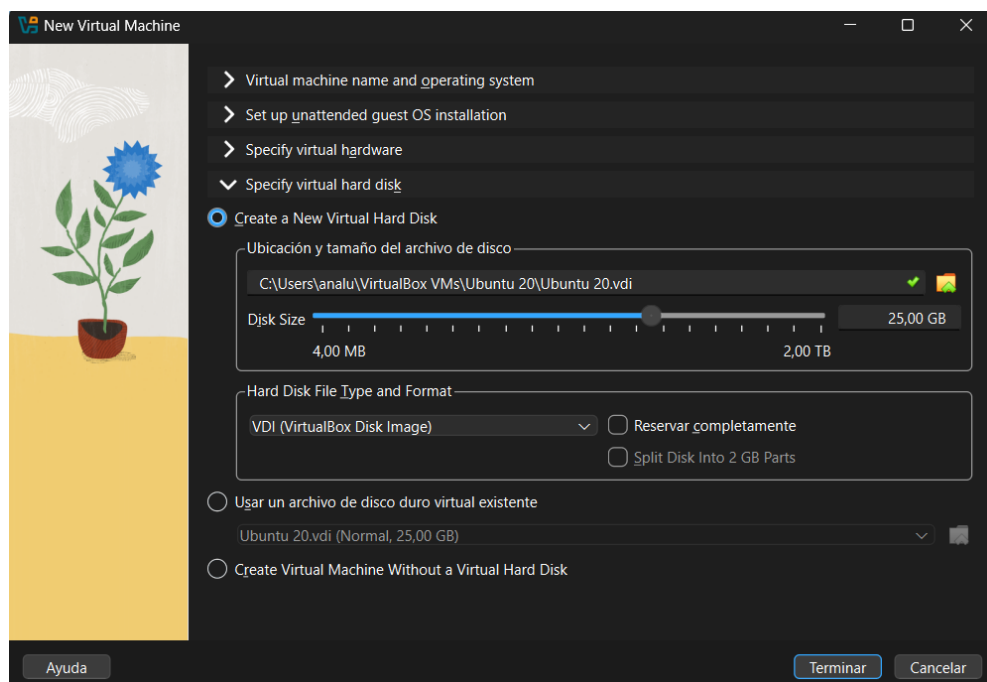 New Virtual Machine
Virtual machine name and operating system
Set up unattended guest OS installation
Specify virtual hardware
Specify virtual hard disk
Create a New Virtual Hard Disk
Ubicación y tamaño del archivo de disco
C:\Users\analu\VirtualBox VMs\Ubuntu 20\Ubuntu 20.vdi
Disk Size
25,00 GB
4,00 MB
2,00 TB
Hard Disk File Type and Format
VDI (VirtualBox Disk Image)
Reservar completamente
Split Disk Into 2 GB Parts
Usar un archivo de disco duro virtual existente
Ubuntu 20.vdi (Normal, 25,00 GB)
Create Virtual Machine Without a Virtual Hard Disk
Ayuda
Terminar
Cancelar